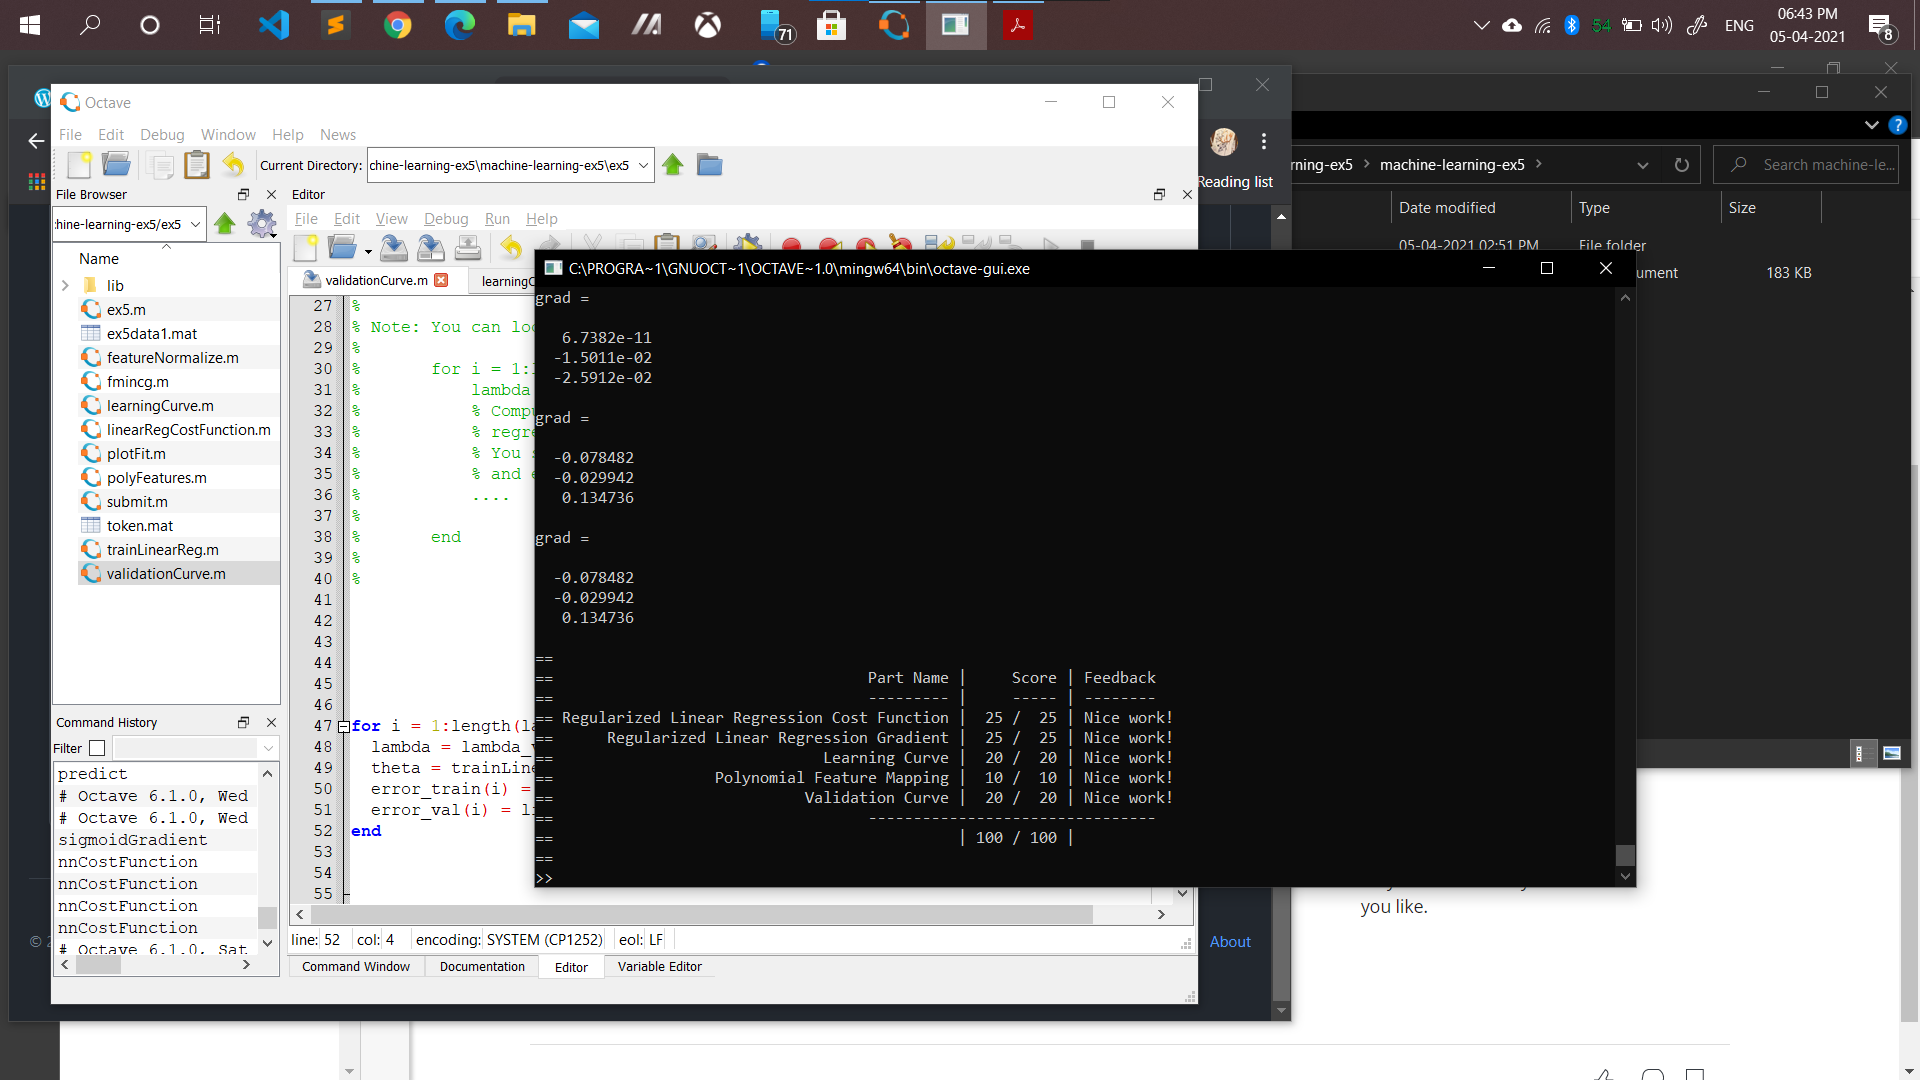 71
54
ENG
06:43 PM
05-04-2021
8
Octave
File Edit Debug Window Help News
Current Directory: chine-learning-ex5\machine-learning-ex5\ex5
File Browser
:hine-learning-ex5/ex5
Name
lib
ex5.m
ex5data1.mat
featureNormalize.m
fmincg.m
learningCurve.m
linearRegCostFunction.m
plotFit.m
polyFeatures.m
submit.m
token.mat
trainLinearReg.m
validationCurve.m
Command History
Filter
predict
# Octave 6.1.0, Wed
# Octave 6.1.0, Wed
sigmoidGradient
nnCostFunction
nnCostFunction
nnCostFunction
nnCostFunction
# Octave 6.1.0, Sat
Editor
File Edit View Debug Run Help
validationCurve.m
learningC
27 %
28 % Note: You can loo
29 %
30 % for i = 1:l
31 % lambda
32 % % Compu
33 % % regre
34 % % You s
35 % % and e
36 % ....
37 %
38 % end
39 %
40 %
41
42
43
44
45
46
47 for i = 1:length(la
48 lambda = lambda_v
49 theta = trainLine
50 error_train(i) =
51 error_val(i) = li
52 end
53
54
55
line: 52 col: 4 encoding: SYSTEM (CP1252) eol: LF
Command Window Documentation Editor Variable Editor
C:\PROGRA~1\GNUOCT~1\OCTAVE~1.0\mingw64\bin\octave-gui.exe
grad =
6.7382e-11
-1.5011e-02
-2.5912e-02
grad =
-0.078482
-0.029942
0.134736
grad =
-0.078482
-0.029942
0.134736
==
== Part Name | Score | Feedback
== --------- | ----- | --------
== Regularized Linear Regression Cost Function | 25 / 25 | Nice work!
== Regularized Linear Regression Gradient | 25 / 25 | Nice work!
== Learning Curve | 20 / 20 | Nice work!
== Polynomial Feature Mapping | 10 / 10 | Nice work!
== Validation Curve | 20 / 20 | Nice work!
== --------------------------------
== | 100 / 100 |
==
>>
Reading list
rning-ex5 > machine-learning-ex5 >
Search machine-le...
Date modified Type Size
05-04-2021 02:51 PM File folder
ument 183 KB
you like.
©
About